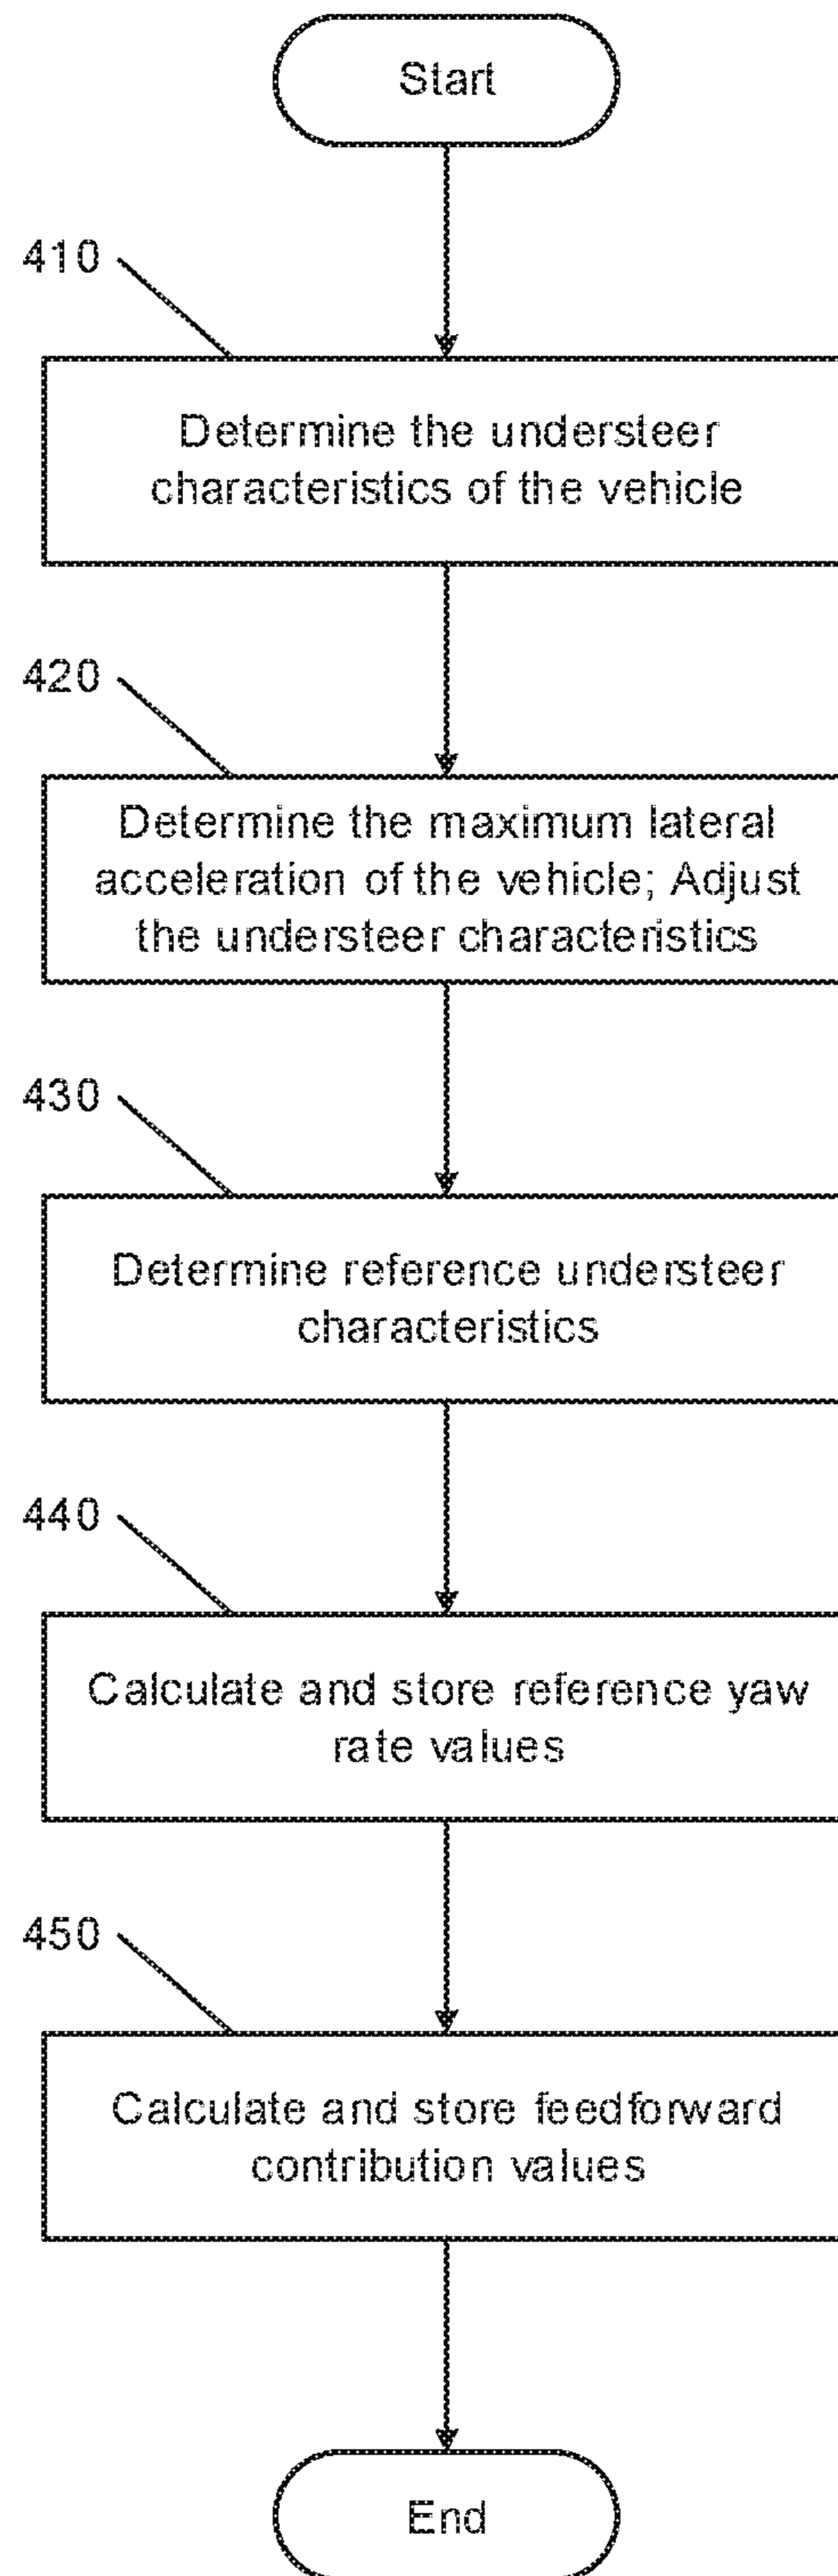 Start
410
Determine the understeer
characteristics of the vehicle
420
Determine the maximum lateral
acceleration of the vehicle; Adjust
the understeer characteristics
430
Determine reference understeer
characteristics
440
Calculate and store reference yaw
rate values
450
Calculate and store feedforward
contribution values
End